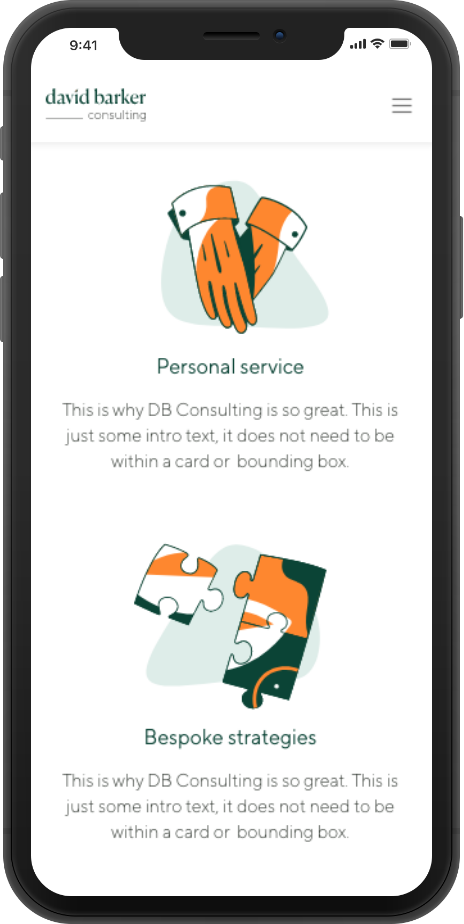 9:41
david barker
consulting
Personal service
This is why DB Consulting is so great. This is
just some intro text, it does not need to be
within a card or bounding box.
Bespoke strategies
This is why DB Consulting is so great. This is
just some intro text, it does not need to be
within a card or bounding box.